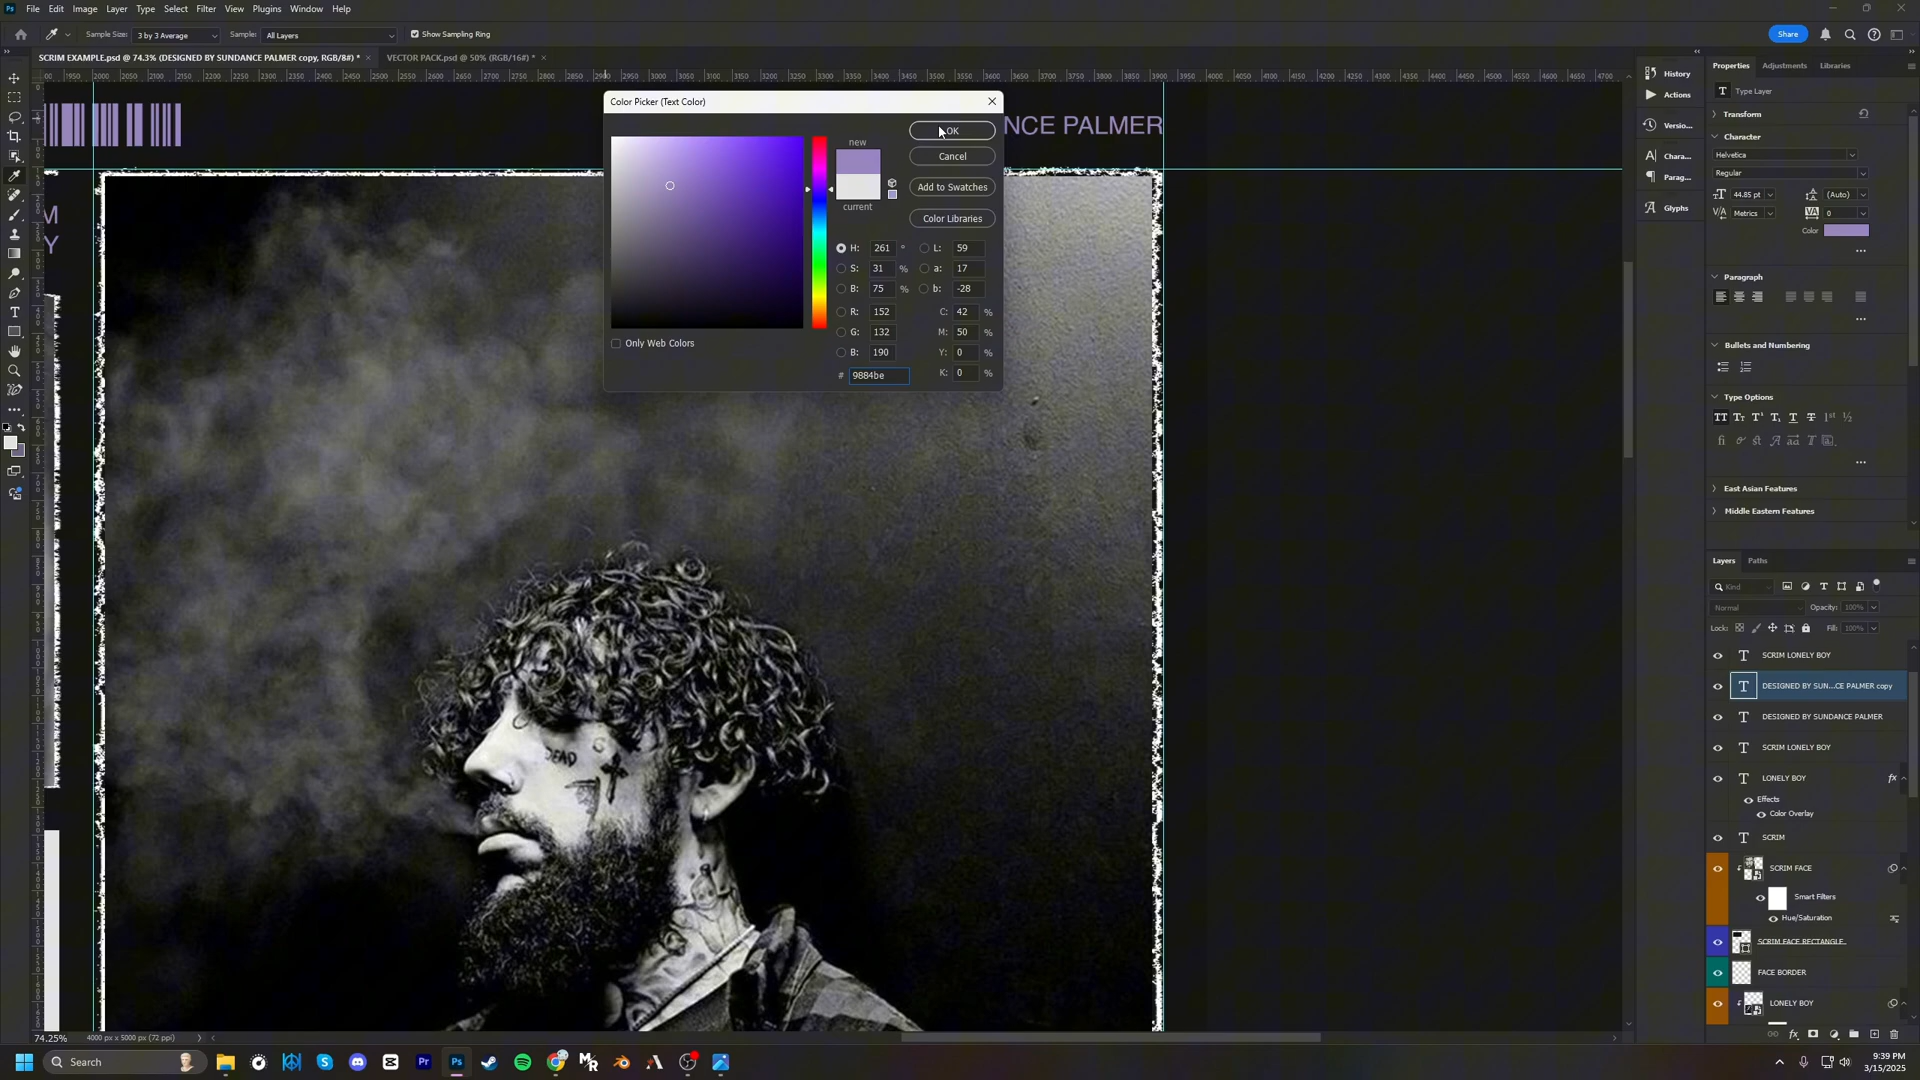 File Edit Image Layer Type Select Filter View Plugins Window Help
Sample Size: 3 by 3 Average Sample: All Layers Show Sampling Ring Share
SCRIM EXAMPLE.psd @ 74.3% (DESIGNED BY SUNDANCE PALMER copy, RGB/8#) * VECTOR PACK.psd @ 50% (RGB/16#) *
Color Picker (Text Color)
new
OK
Cancel
Add to Swatches
current
Color Libraries
H: 261 ° L: 59
S: 31 % a: 17
B: 75 % b: -28
R: 152 C: 42 %
G: 132 M: 50 %
B: 190 Y: 0 %
# 9884be K: 0 %
Only Web Colors
NCE PALMER
M
Y
DEAD
History
Actions
Versio...
Chara...
Parag...
Glyphs
Properties Adjustments Libraries
Type Layer
Transform
Character
Helvetica
Regular
44.85 pt (Auto)
Metrics 0
Color
Paragraph
Bullets and Numbering
Type Options
East Asian Features
Middle Eastern Features
Layers Paths
Kind
Normal Opacity: 100%
Lock: Fill: 100%
SCRIM LONELY BOY
DESIGNED BY SUN...CE PALMER copy
DESIGNED BY SUNDANCE PALMER
SCRIM LONELY BOY
LONELY BOY fx
Effects
Color Overlay
SCRIM
SCRIM FACE
Smart Filters
Hue/Saturation
SCRIM FACE RECTANGLE
FACE BORDER
LONELY BOY
74.25% 4000 px x 5000 px (72 ppi)
Search
9:39 PM
3/15/2025